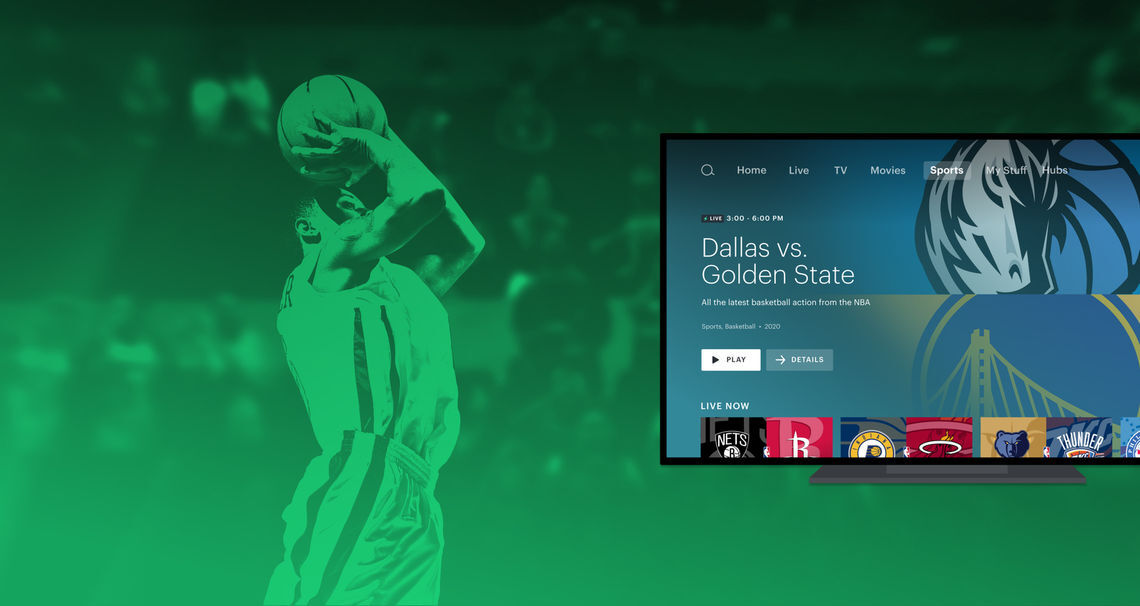 Home Live TV Movies Sports My Stuff Hubs
LIVE 3:00 - 6:00 PM
Dallas vs.
Golden State
All the latest basketball action from the NBA
Sports, Basketball • 2020
PLAY DETAILS
LIVE NOW
NETS
THUNDER